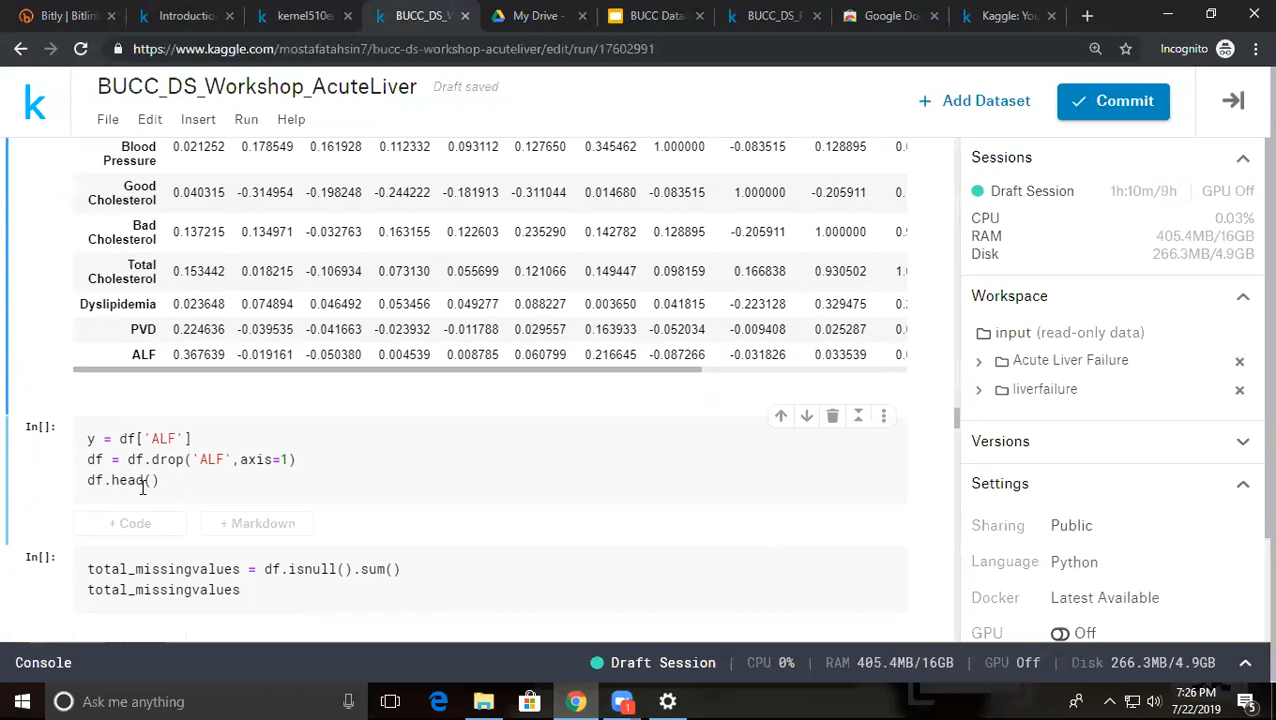 Bitly | Link
Introduction
kernel510e
BUCC_DS_W
My Drive -
BUCC Data
BUCC_DS_F
Google Do
Kaggle: You
https://www.kaggle.com/mostafatahsin7/bucc-ds-workshop-acuteliver/edit/run/17602991
Incognito
k
BUCC_DS_Workshop_AcuteLiver
Draft saved
File Edit Insert Run Help
+ Add Dataset
Commit
Blood
Pressure
0.021252 0.178549 0.161928 0.112332 0.093112 0.127650 0.345462 1.000000 -0.083515 0.128895 0.
Good
Cholesterol
0.040315 -0.314954 -0.198248 -0.244222 -0.181913 -0.311044 0.014680 -0.083515 1.000000 -0.205911 0.
Bad
Cholesterol
0.137215 0.134971 -0.032763 0.163155 0.122603 0.235290 0.142782 0.128895 -0.205911 1.000000
Total
Cholesterol
0.153442 0.018215 -0.106934 0.073130 0.055699 0.121066 0.149447 0.098159 0.166838 0.930502
Dyslipidemia 0.023648 0.074894 0.046492 0.053456 0.049277 0.088227 0.003650 0.041815 -0.223128 0.329475
PVD 0.224636 -0.039535 -0.041663 -0.023932 -0.011788 0.029557 0.163933 -0.052034 -0.009408 0.025287 0.
ALF 0.367639 -0.019161 -0.050380 0.004539 0.008785 0.060799 0.216645 -0.087266 -0.031826 0.033539 0.
In[]:
y = df['ALF']
df = df.drop('ALF',axis=1)
df.head()
+ Code
+ Markdown
In[]:
total_missingvalues = df.isnull().sum()
total_missingvalues
Sessions
Draft Session 1h:10m/9h GPU Off
CPU 0.03%
RAM 405.4MB/16GB
Disk 266.3MB/4.9GB
Workspace
input (read-only data)
Acute Liver Failure
liverfailure
Versions
Settings
Sharing Public
Language Python
Docker Latest Available
GPU Off
Console
Draft Session | CPU 0% | RAM 405.4MB/16GB | GPU Off | Disk 266.3MB/4.9GB
Ask me anything
1
7:26 PM
7/22/2019
5